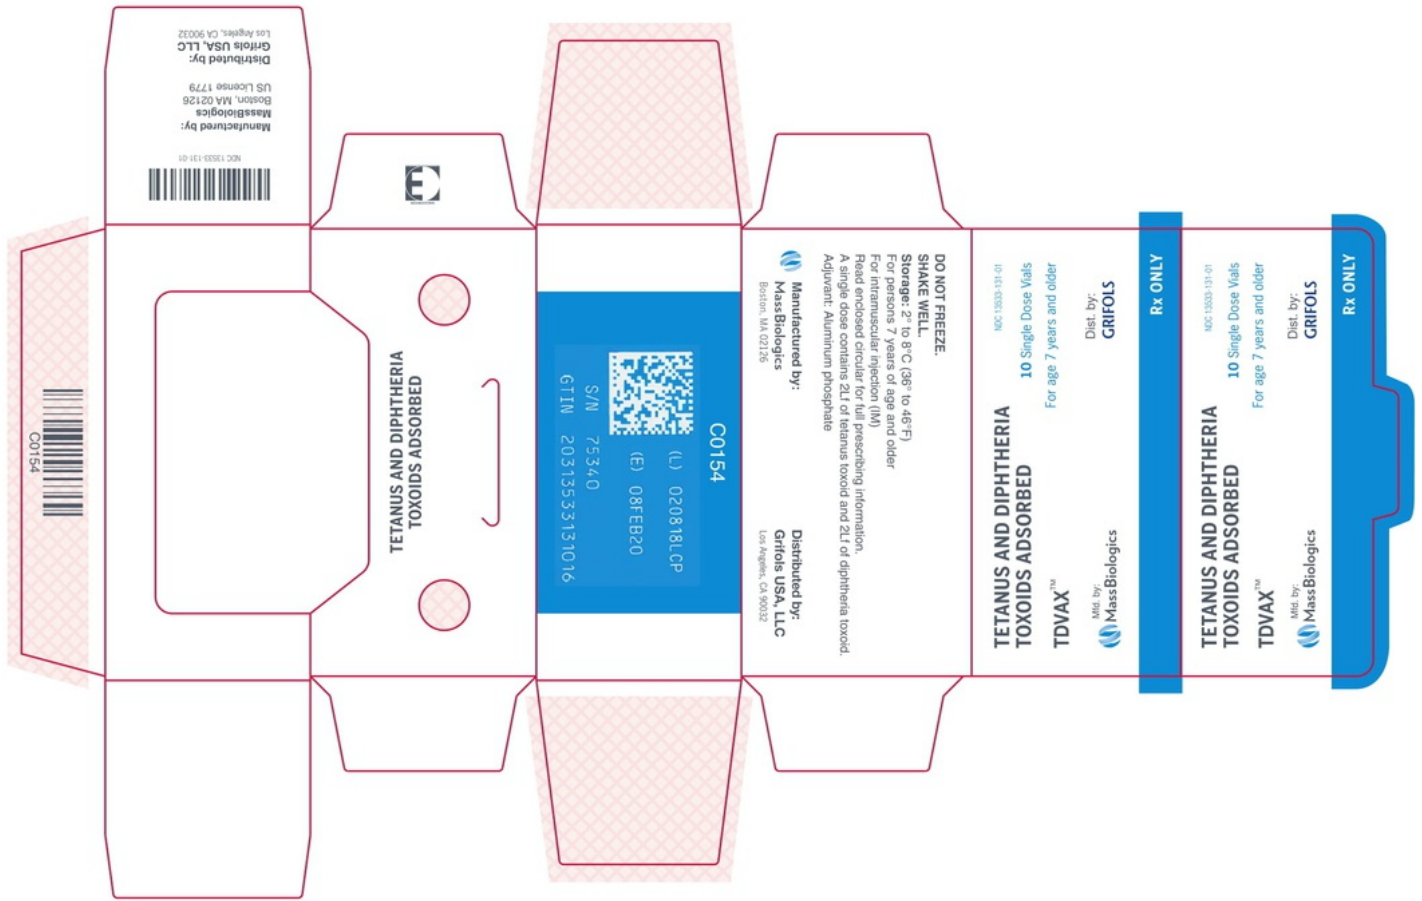 Manufactured by:
MassBiologics
Boston, MA 02126
US License 1779
Distributed by:
Grifols USA, LLC
Los Angeles, CA 90032
NDC 13533-131-01
C0154
TETANUS AND DIPHTHERIA
TOXOIDS ADSORBED
C0154
(L) 020818LCP
(E) 08FEB20
S/N 75340
GTIN 20313533131016
DO NOT FREEZE.
SHAKE WELL.
Storage: 2° to 8°C (36° to 46°F)
For persons 7 years of age and older
For intramuscular injection (IM)
Read enclosed circular for full prescribing information.
A single dose contains 2Lf of tetanus toxoid and 2Lf of diphtheria toxoid.
Adjuvant: Aluminum phosphate
Manufactured by:
MassBiologics
Boston, MA 02126
Distributed by:
Grifols USA, LLC
Los Angeles, CA 90032
NDC 13533-131-01
10 Single Dose Vials
For age 7 years and older
TETANUS AND DIPHTHERIA
TOXOIDS ADSORBED
TDVAX™
Mfd. by:
MassBiologics
Dist. by:
GRIFOLS
Rx ONLY
NDC 13533-131-01
10 Single Dose Vials
For age 7 years and older
TETANUS AND DIPHTHERIA
TOXOIDS ADSORBED
TDVAX™
Mfd. by:
MassBiologics
Dist. by:
GRIFOLS
Rx ONLY